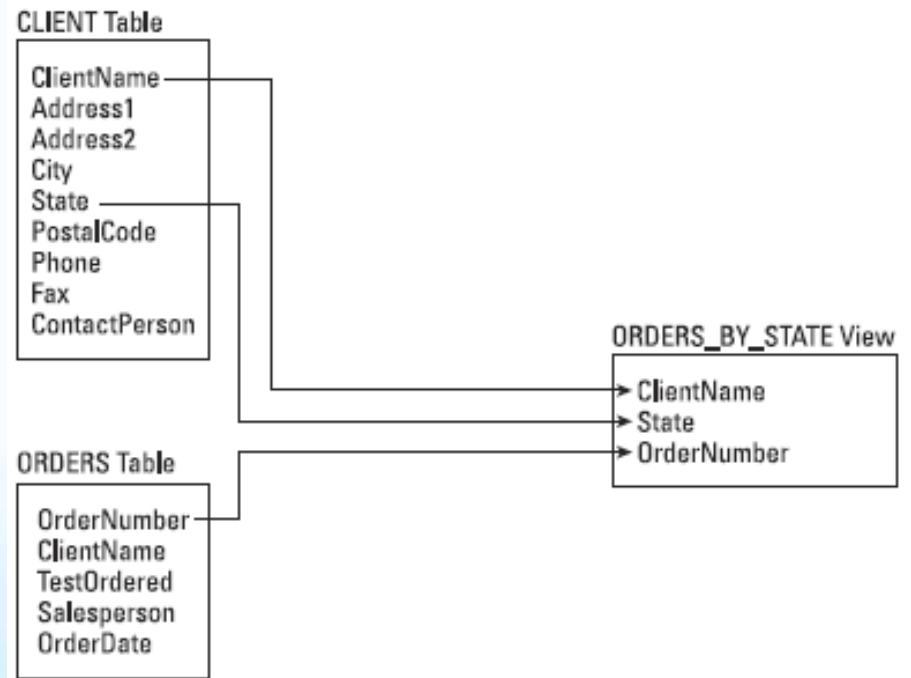 CLIENT Table
ClientName
Address1
Address2
City
State
PostalCode
Phone
Fax
ContactPerson
ORDERS_BY_STATE View
ClientName
State
OrderNumber
ORDERS Table
OrderNumber
ClientName
TestOrdered
Salesperson
OrderDate